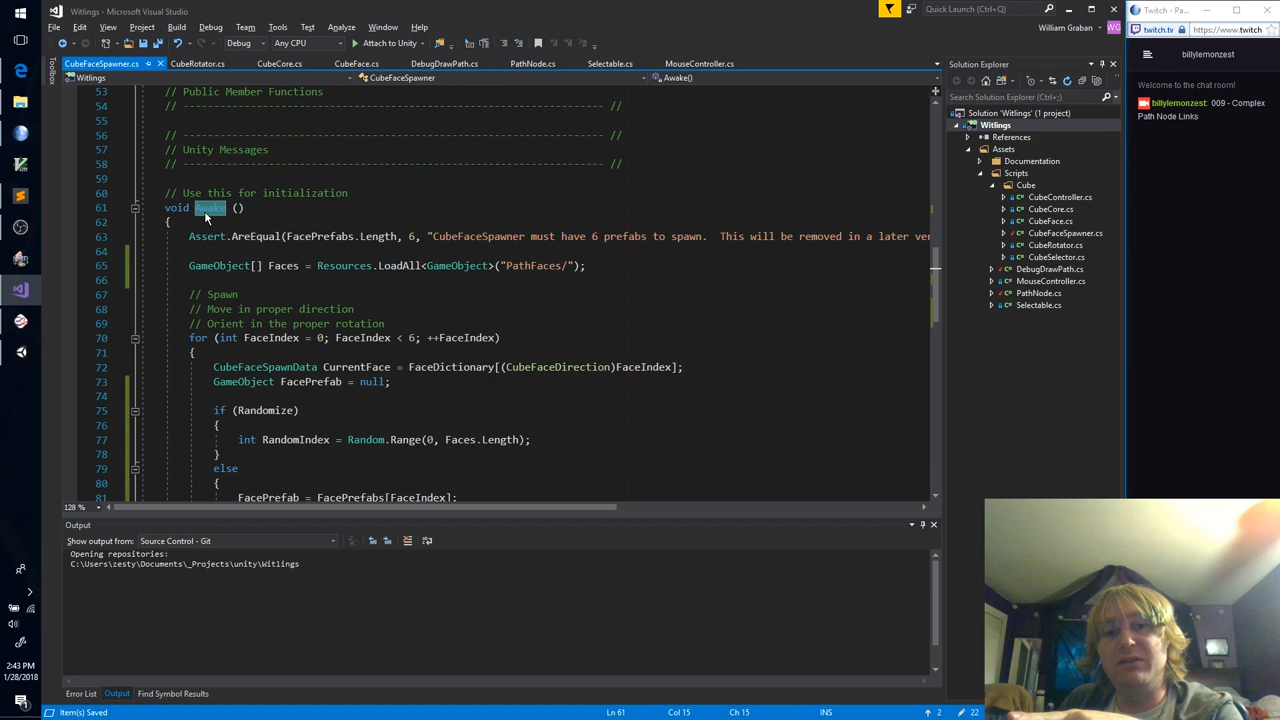 Witlings - Microsoft Visual Studio
Quick Launch (Ctrl+;)
File Edit View Project Build Debug Team Tools Test Analyze Window Help
William Graban WG
Debug Any CPU Attach to Unity
Toolbox
CubeFaceSpawner.cs CubeRotator.cs CubeCore.cs CubeFace.cs DebugDrawPath.cs PathNode.cs Selectable.cs MouseController.cs
Witlings CubeFaceSpawner Awake()
53 // Public Member Functions
54 // --------------------------------------------------------------------- //
55
56 // --------------------------------------------------------------------- //
57 // Unity Messages
58 // --------------------------------------------------------------------- //
59
60 // Use this for initialization
61 void Awake ()
62 {
63 Assert.AreEqual(FacePrefabs.Length, 6, "CubeFaceSpawner must have 6 prefabs to spawn.  This will be removed in a later ver
64
65 GameObject[] Faces = Resources.LoadAll<GameObject>("PathFaces/");
66
67 // Spawn
68 // Move in proper direction
69 // Orient in the proper rotation
70 for (int FaceIndex = 0; FaceIndex < 6; ++FaceIndex)
71 {
72 CubeFaceSpawnData CurrentFace = FaceDictionary[(CubeFaceDirection)FaceIndex];
73 GameObject FacePrefab = null;
74
75 if (Randomize)
76 {
77 int RandomIndex = Random.Range(0, Faces.Length);
78 }
79 else
80 {
81 FacePrefab = FacePrefabs[FaceIndex];
128 %
Output
Show output from: Source Control - Git
Opening repositories:
C:\Users\zesty\Documents\_Projects\unity\Witlings
Error List Output Find Symbol Results
Item(s) Saved Ln 61 Col 15 Ch 15 INS 2 22
Solution Explorer
Search Solution Explorer (Ctrl+;)
Solution 'Witlings' (1 project)
Witlings
References
Assets
Documentation
Scripts
Cube
CubeController.cs
CubeCore.cs
CubeFace.cs
CubeFaceSpawner.cs
CubeRotator.cs
CubeSelector.cs
DebugDrawPath.cs
MouseController.cs
PathNode.cs
Selectable.cs
Twitch - Pa...
twitch.tv https://www.twitch
billylemonzest
Welcome to the chat room!
billylemonzest: 009 - Complex
Path Node Links
2:43 PM
1/28/2018